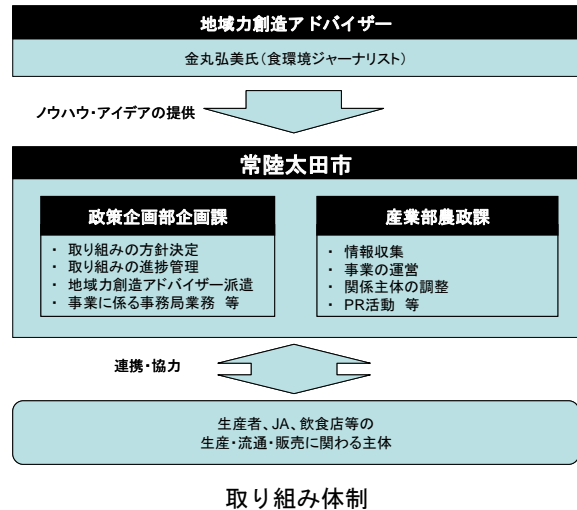 地域力創造アドバイザー
金丸弘美氏(食環境ジャーナリスト)
ノウハウ・アイデアの提供
常陸太田市
政策企画部企画課
・ 取り組みの方針決定
・ 取り組みの進捗管理
・ 地域力創造アドバイザー派遣
・ 事業に係る事務局業務 等
産業部農政課
・ 情報収集
・ 事業の運営
・ 関係主体の調整
・ PR活動 等
連携・協力
生産者、JA、飲食店等の
生産・流通・販売に関わる主体
取り組み体制